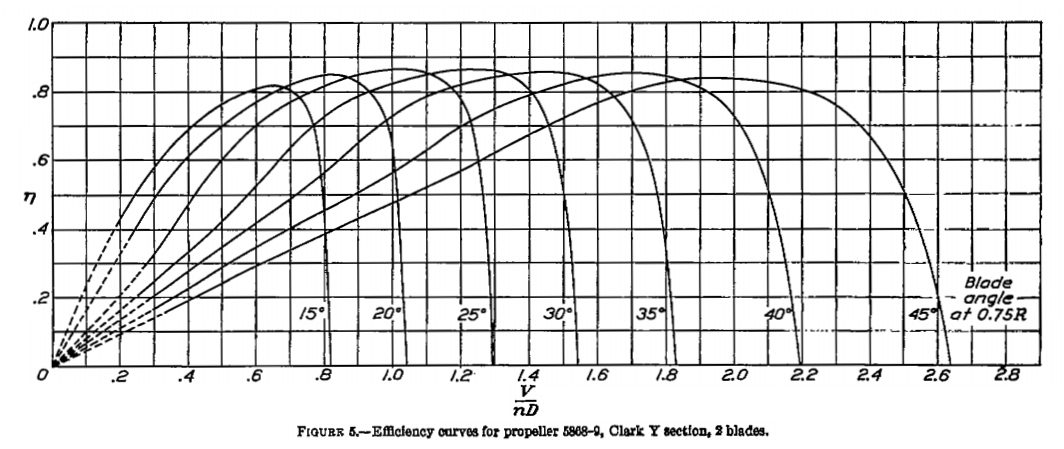 1.0
.8
.6
η
.4
.2
Blade
angle
15° 20° 25° 30° 35° 40° 45° at 0.75R
0 .2 .4 .6 .8 1.0 1.2 1.4 1.6 1.8 2.0 2.2 2.4 2.6 2.8
V
nD
FIGURE 5.—Efficiency curves for propeller 5868-9, Clark Y section, 2 blades.